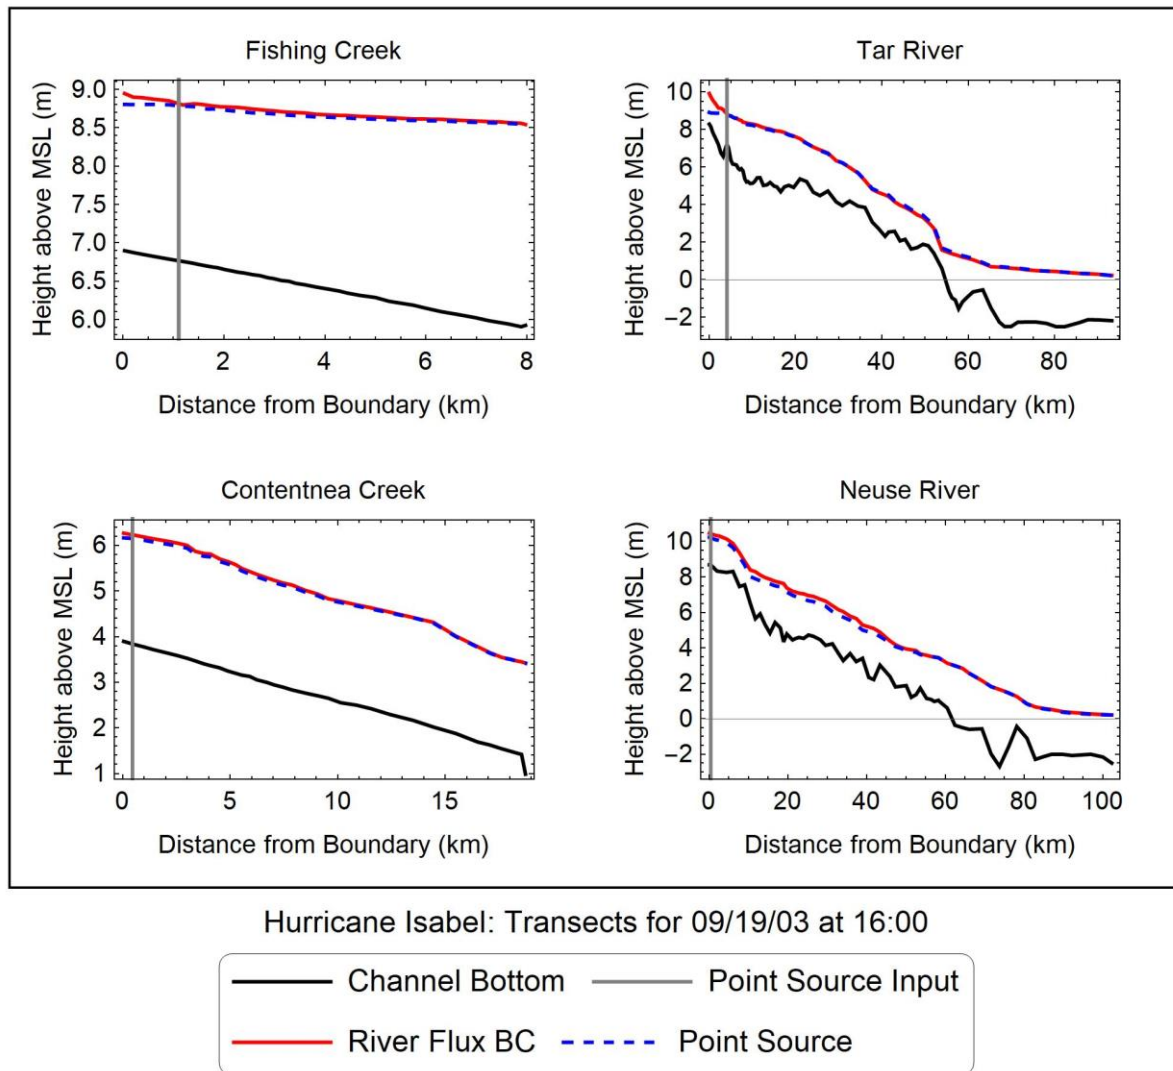 Fishing Creek
Height above MSL (m)
9.0
8.5
8.0
7.5
7.0
6.5
6.0
0 2 4 6 8
Distance from Boundary (km)
Tar River
Height above MSL (m)
10
8
6
4
2
0
−2
0 20 40 60 80
Distance from Boundary (km)
Contentnea Creek
Height above MSL (m)
6
5
4
3
2
1
0 5 10 15
Distance from Boundary (km)
Neuse River
Height above MSL (m)
10
8
6
4
2
0
−2
0 20 40 60 80 100
Distance from Boundary (km)
Hurricane Isabel: Transects for 09/19/03 at 16:00
Channel Bottom Point Source Input
River Flux BC Point Source